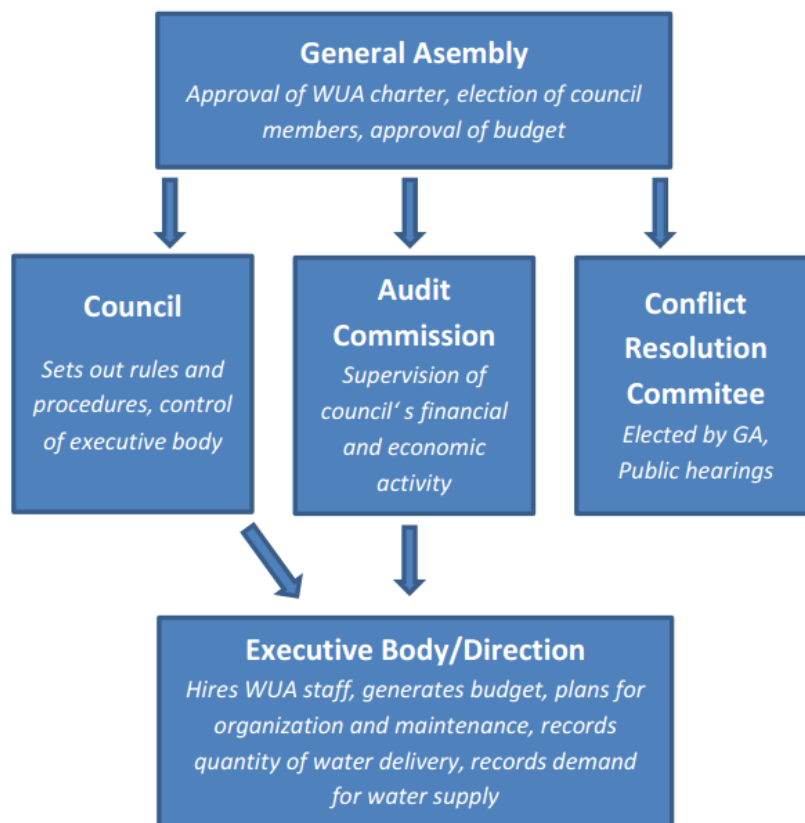 General Asembly
Approval of WUA charter, election of council
members, approval of budget
Council
Sets out rules and
procedures, control
of executive body
Audit
Commission
Supervision of
council‘ s financial
and economic
activity
Conflict
Resolution
Commitee
Elected by GA,
Public hearings
Executive Body/Direction
Hires WUA staff, generates budget, plans for
organization and maintenance, records
quantity of water delivery, records demand
for water supply